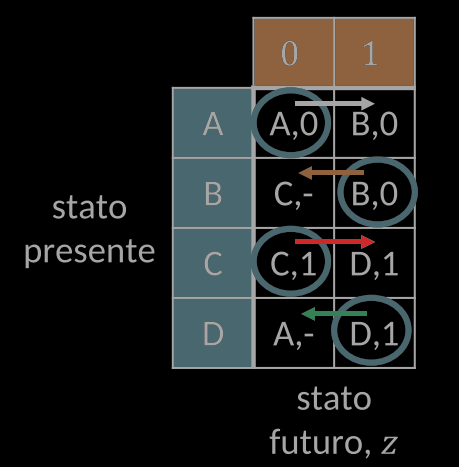 0 1
A A,0 B,0
B C,- B,0
stato
presente
C C,1 D,1
D A,- D,1
stato
futuro, z